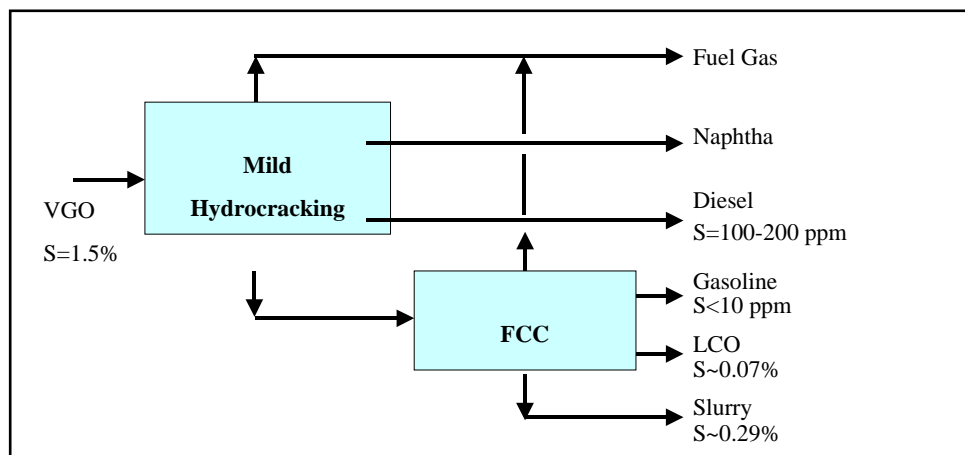 Fuel Gas
Naphtha
Mild
Hydrocracking
VGO
S=1.5%
Diesel
S=100-200 ppm
Gasoline
S<10 ppm
FCC
LCO
S~0.07%
Slurry
S~0.29%